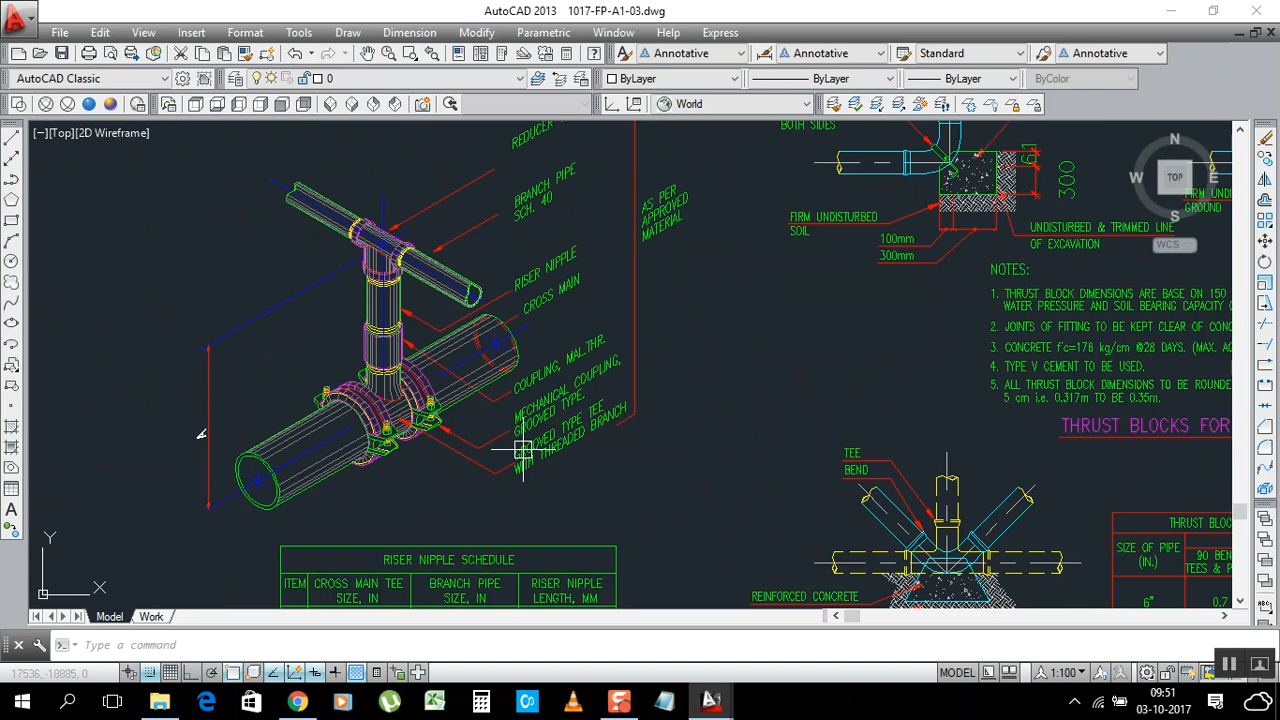 AutoCAD 2013 1017-FP-A1-03.dwg
File Edit View Insert Format Tools Draw Dimension Modify Parametric Window Help Express
Annotative Annotative Standard Annotative
AutoCAD Classic 0 ByLayer ByLayer ByLayer ByColor
World
[−][Top][2D Wireframe]
REDUCER
BRANCH PIPE
SCH. 40
RISER NIPPLE
CROSS MAIN
COUPLING, MAL.THR.
MECHANICAL COUPLING,
GROOVED TYPE.
GROOVED TYPE TEE
WITH THREADED BRANCH
AS PER
APPROVED
MATERIAL
A
RISER NIPPLE SCHEDULE
ITEM
CROSS MAIN TEE
SIZE, IN
BRANCH PIPE
SIZE, IN
RISER NIPPLE
LENGTH, MM
BOTH SIDES
FIRM UNDISTURBED
SOIL
100mm
300mm
300
UNDISTURBED & TRIMMED LINE
OF EXCAVATION
FIRM UND
GROUND
N
W TOP E
S
WCS
NOTES:
1. THRUST BLOCK DIMENSIONS ARE BASE ON 150
WATER PRESSURE AND SOIL BEARING CAPACITY
2. JOINTS OF FITTING TO BE KEPT CLEAR OF CONC
3. CONCRETE f'c=176 kg/cm @28 DAYS. (MAX.
4. TYPE V CEMENT TO BE USED.
5. ALL THRUST BLOCK DIMENSIONS TO BE ROUNDE
5 cm i.e. 0.317m TO BE 0.35m.
THRUST BLOCKS FOR
TEE
BEND
REINFORCED CONCRETE
THRUST BLOC
SIZE OF PIPE
(IN.)
90 BEN
TEES & P
6" 0.7
Y
X
Model Work
Type a command
17536, -18885, 0 MODEL 1:100
09:51
03-10-2017